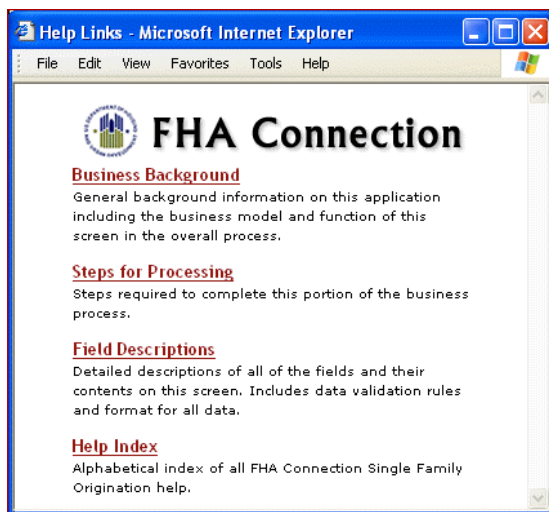 Help Links - Microsoft Internet Explorer
File Edit View Favorites Tools Help
FHA Connection
Business Background
General background information on this application
including the business model and function of this
screen in the overall process.
Steps for Processing
Steps required to complete this portion of the business
process.
Field Descriptions
Detailed descriptions of all of the fields and their
contents on this screen. Includes data validation rules
and format for all data.
Help Index
Alphabetical index of all FHA Connection Single Family
Origination help.